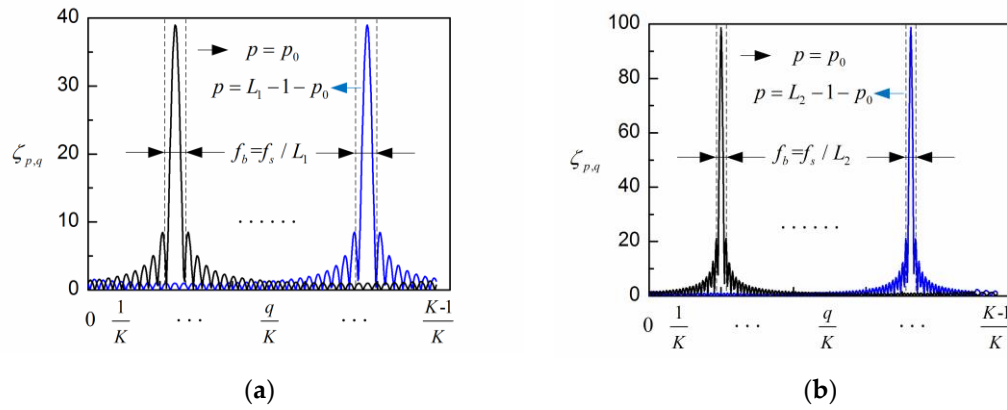 40
30
20
10
0
ζ_{p,q}
p = p_0
p = L_1 - 1 - p_0
f_b = f_s / L_1
......
0 1/K ... q/K ... K-1/K
(a)
100
80
60
40
20
0
ζ_{p,q}
p = p_0
p = L_2 - 1 - p_0
f_b = f_s / L_2
......
0 1/K ... q/K ... K-1/K
(b)